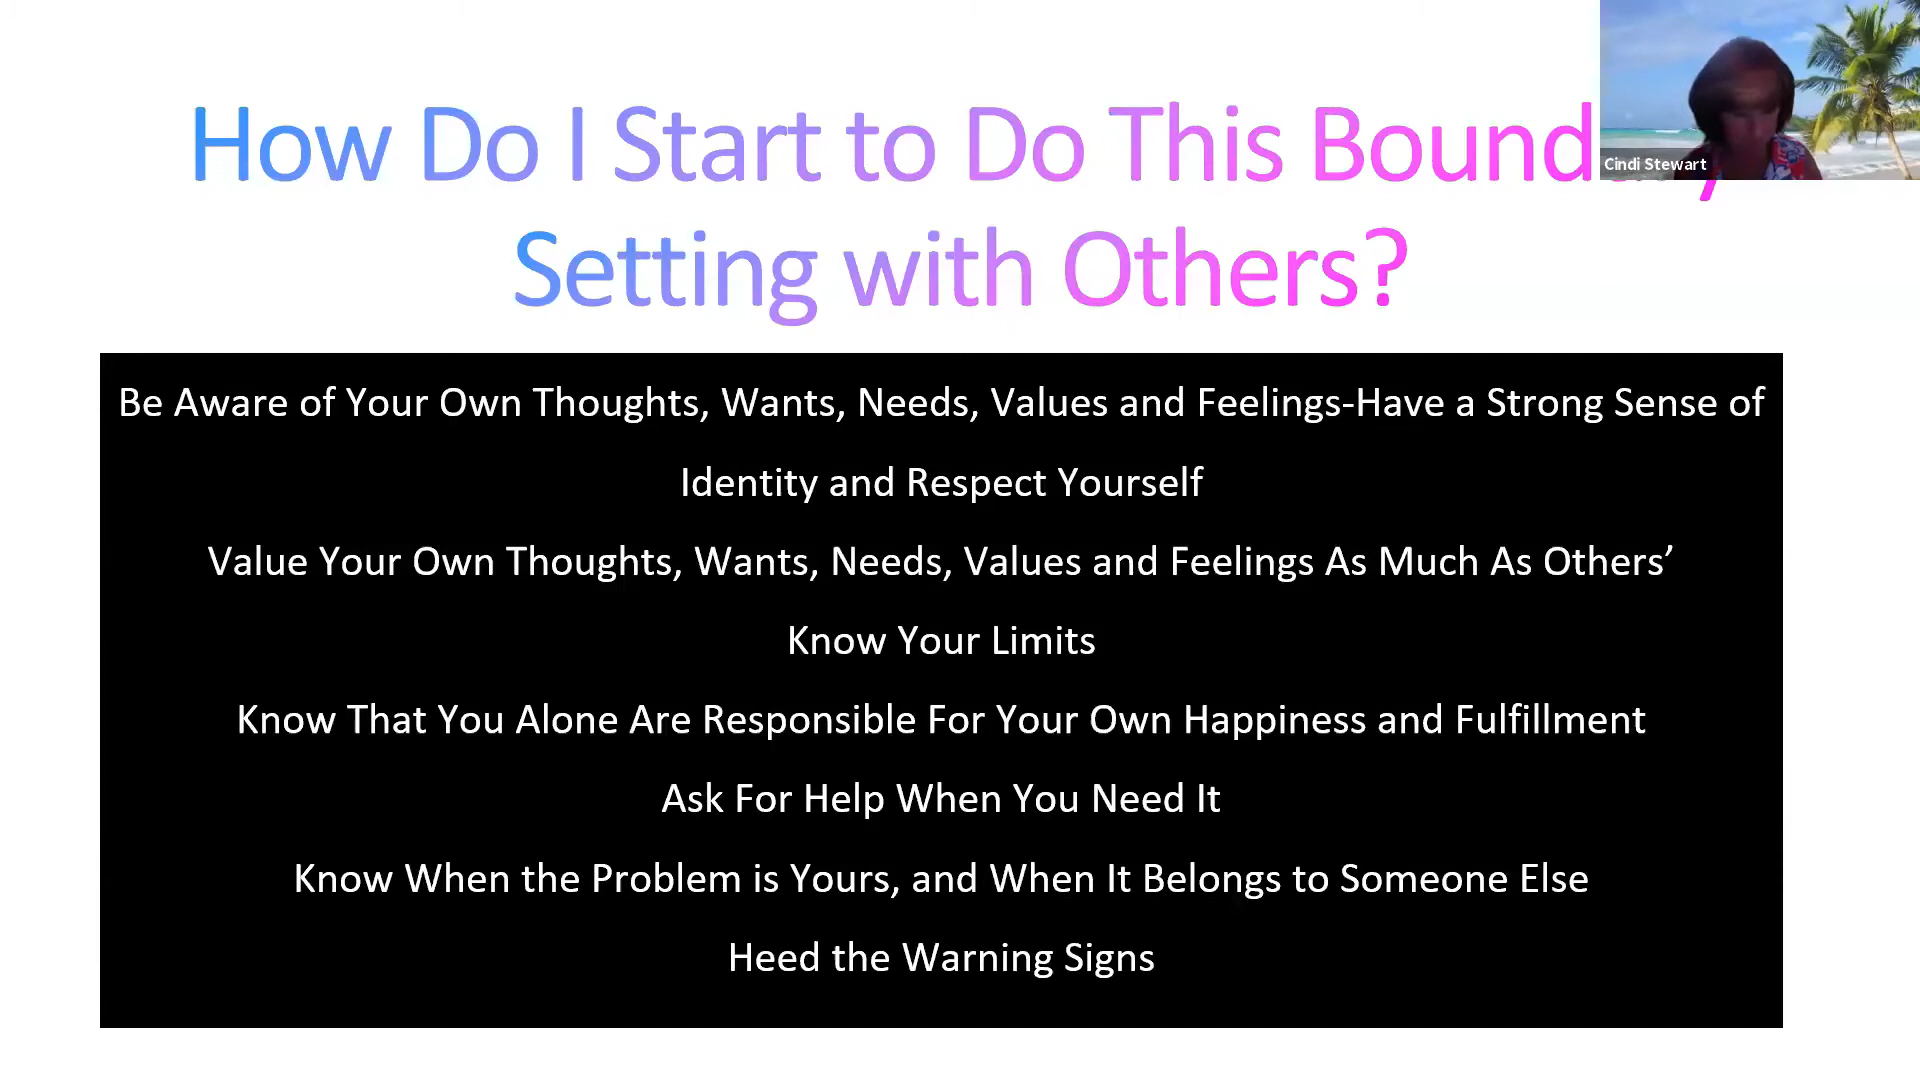 How Do I Start to Do This Bound
Setting with Others?
Cindi Stewart
Be Aware of Your Own Thoughts, Wants, Needs, Values and Feelings-Have a Strong Sense of
Identity and Respect Yourself
Value Your Own Thoughts, Wants, Needs, Values and Feelings As Much As Others’
Know Your Limits
Know That You Alone Are Responsible For Your Own Happiness and Fulfillment
Ask For Help When You Need It
Know When the Problem is Yours, and When It Belongs to Someone Else
Heed the Warning Signs